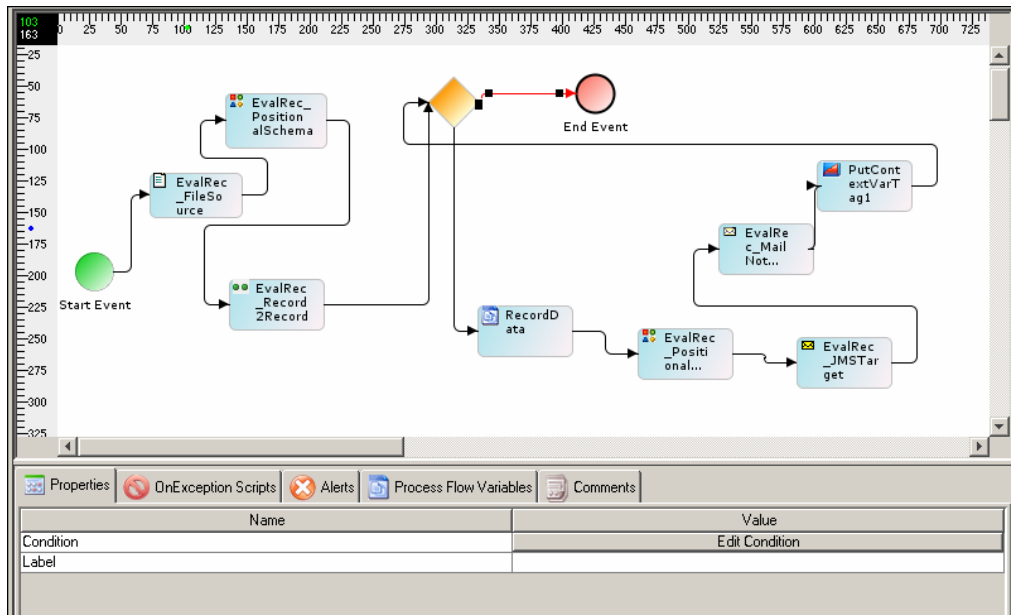 103
163
0 25 50 75 100 125 150 175 200 225 250 275 300 325 350 375 400 425 450 475 500 525 550 575 600 625 650 675 700 725
25
50
75
100
125
150
175
200
225
250
275
300
325
EvalRec_
Position
alSchema
EvalRec
_FileSo
urce
Start Event
EvalRec
_Record
2Record
End Event
RecordD
ata
EvalRec
_Positi
onal...
EvalRec
_JMSTar
get
EvalRe
c_Mail
Not...
PutCont
extVarT
ag1
Properties
OnException Scripts
Alerts
Process Flow Variables
Comments
Name Value
Condition Edit Condition
Label